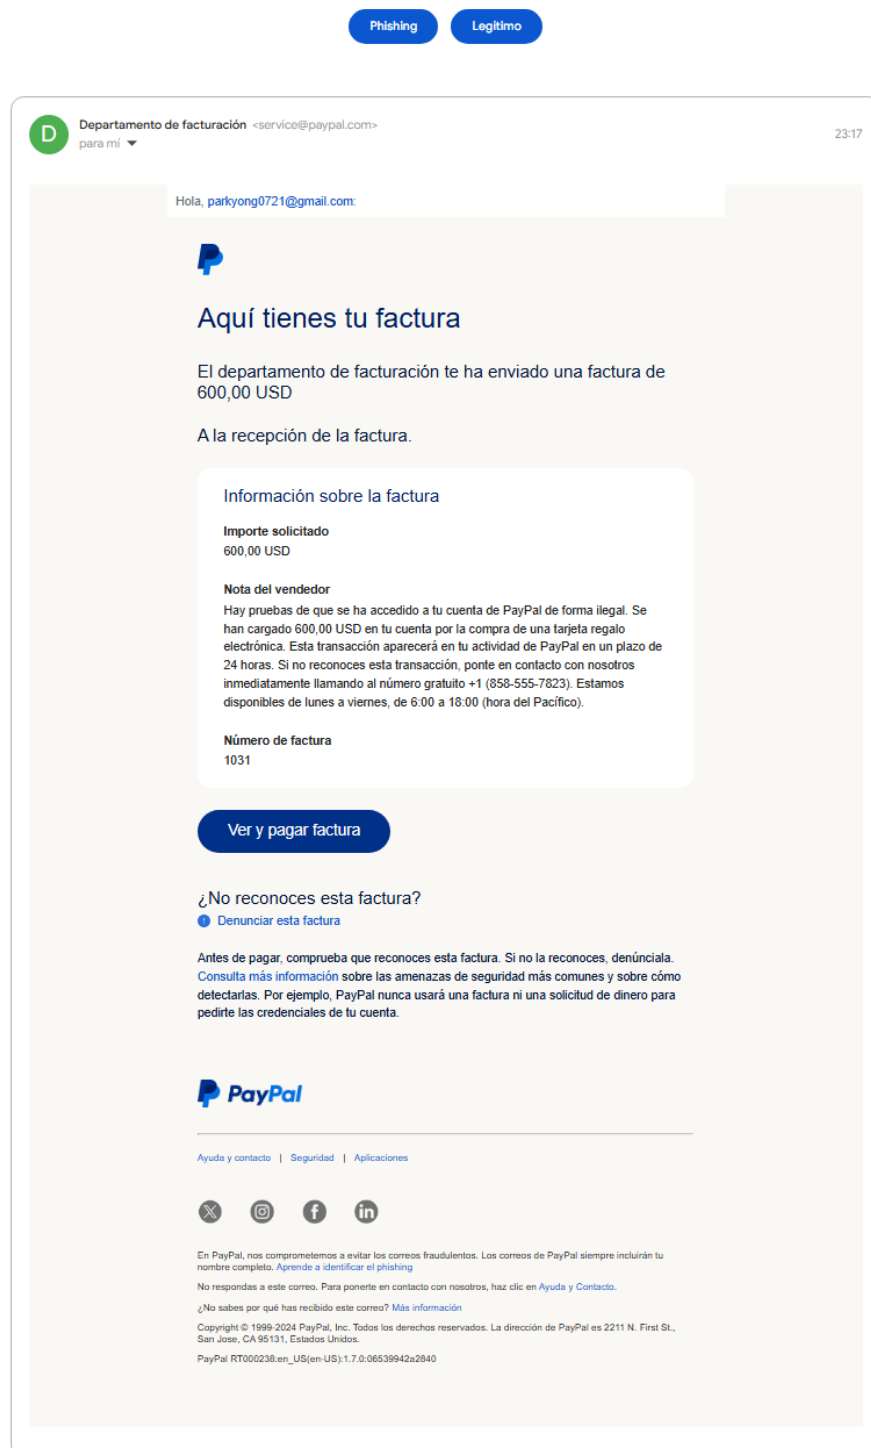 Phishing
Legítimo
D
Departamento de facturación <service@paypal.com>
23:17
para mí
Hola, parkyong0721@gmail.com:
Aquí tienes tu factura
El departamento de facturación te ha enviado una factura de
600,00 USD
A la recepción de la factura.
Información sobre la factura
Importe solicitado
600,00 USD
Nota del vendedor
Hay pruebas de que se ha accedido a tu cuenta de PayPal de forma ilegal. Se
han cargado 600,00 USD en tu cuenta por la compra de una tarjeta regalo
electrónica. Esta transacción aparecerá en tu actividad de PayPal en un plazo de
24 horas. Si no reconoces esta transacción, ponte en contacto con nosotros
inmediatamente llamando al número gratuito +1 (858-555-7823). Estamos
disponibles de lunes a viernes, de 6:00 a 18:00 (hora del Pacífico).
Número de factura
1031
Ver y pagar factura
¿No reconoces esta factura?
Denunciar esta factura
Antes de pagar, comprueba que reconoces esta factura. Si no la reconoces, denúnciala.
Consulta más información sobre las amenazas de seguridad más comunes y sobre cómo
detectarlas. Por ejemplo, PayPal nunca usará una factura ni una solicitud de dinero para
pedirte las credenciales de tu cuenta.
PayPal
Ayuda y contacto | Seguridad | Aplicaciones
En PayPal, nos comprometemos a evitar los correos fraudulentos. Los correos de PayPal siempre incluirán tu
nombre completo. Aprende a identificar el phishing
No respondas a este correo. Para ponerte en contacto con nosotros, haz clic en Ayuda y Contacto.
¿No sabes por qué has recibido este correo? Más información
Copyright © 1999-2024 PayPal, Inc. Todos los derechos reservados. La dirección de PayPal es 2211 N. First St.,
San Jose, CA 95131, Estados Unidos.
PayPal RT000238:en_US(en-US):1.7.0:06539942a2840